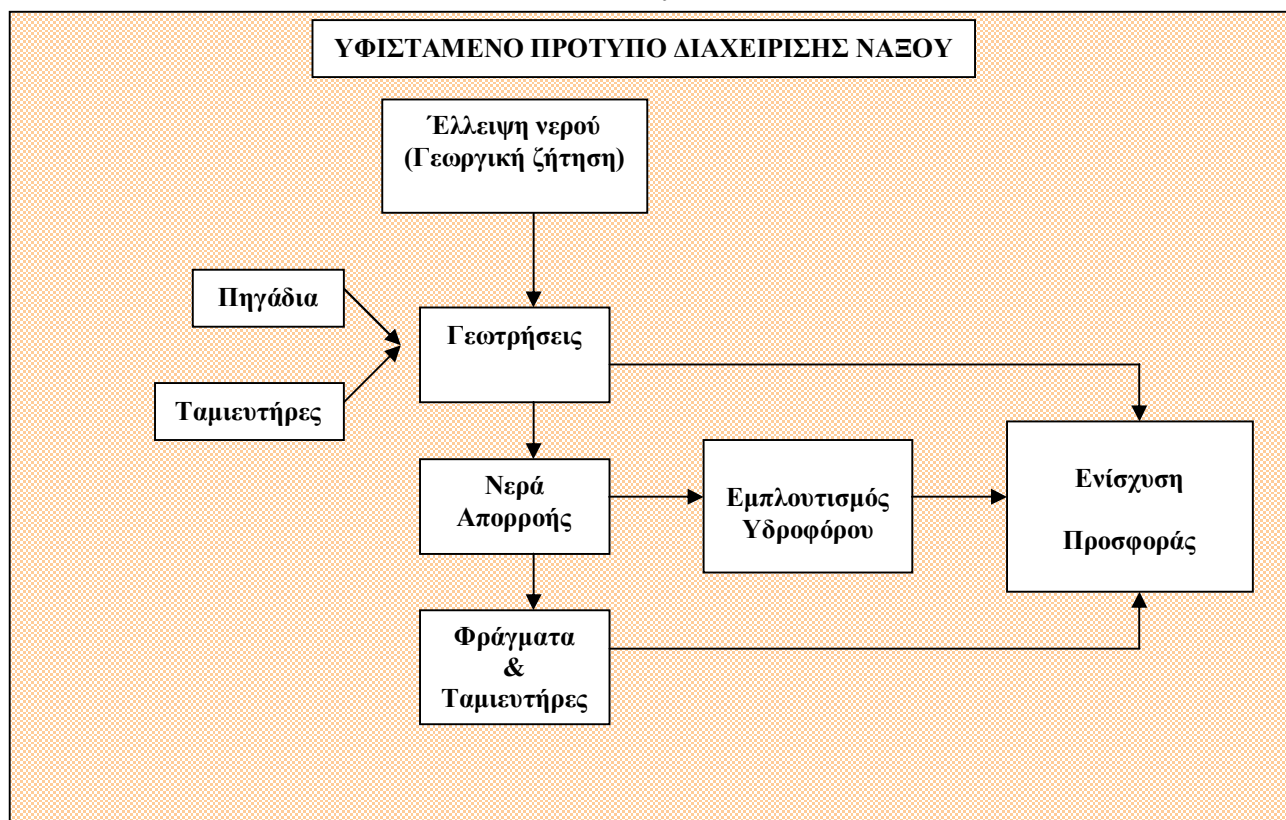 ΥΦΙΣΤΑΜΕΝΟ ΠΡΟΤΥΠΟ ΔΙΑΧΕΙΡΙΣΗΣ ΝΑΞΟΥ
Έλλειψη νερού
(Γεωργική ζήτηση)
Πηγάδια
Γεωτρήσεις
Ταμιευτήρες
Νερά
Απορροής
Εμπλουτισμός
Υδροφόρου
Ενίσχυση
Προσφοράς
Φράγματα
&
Ταμιευτήρες